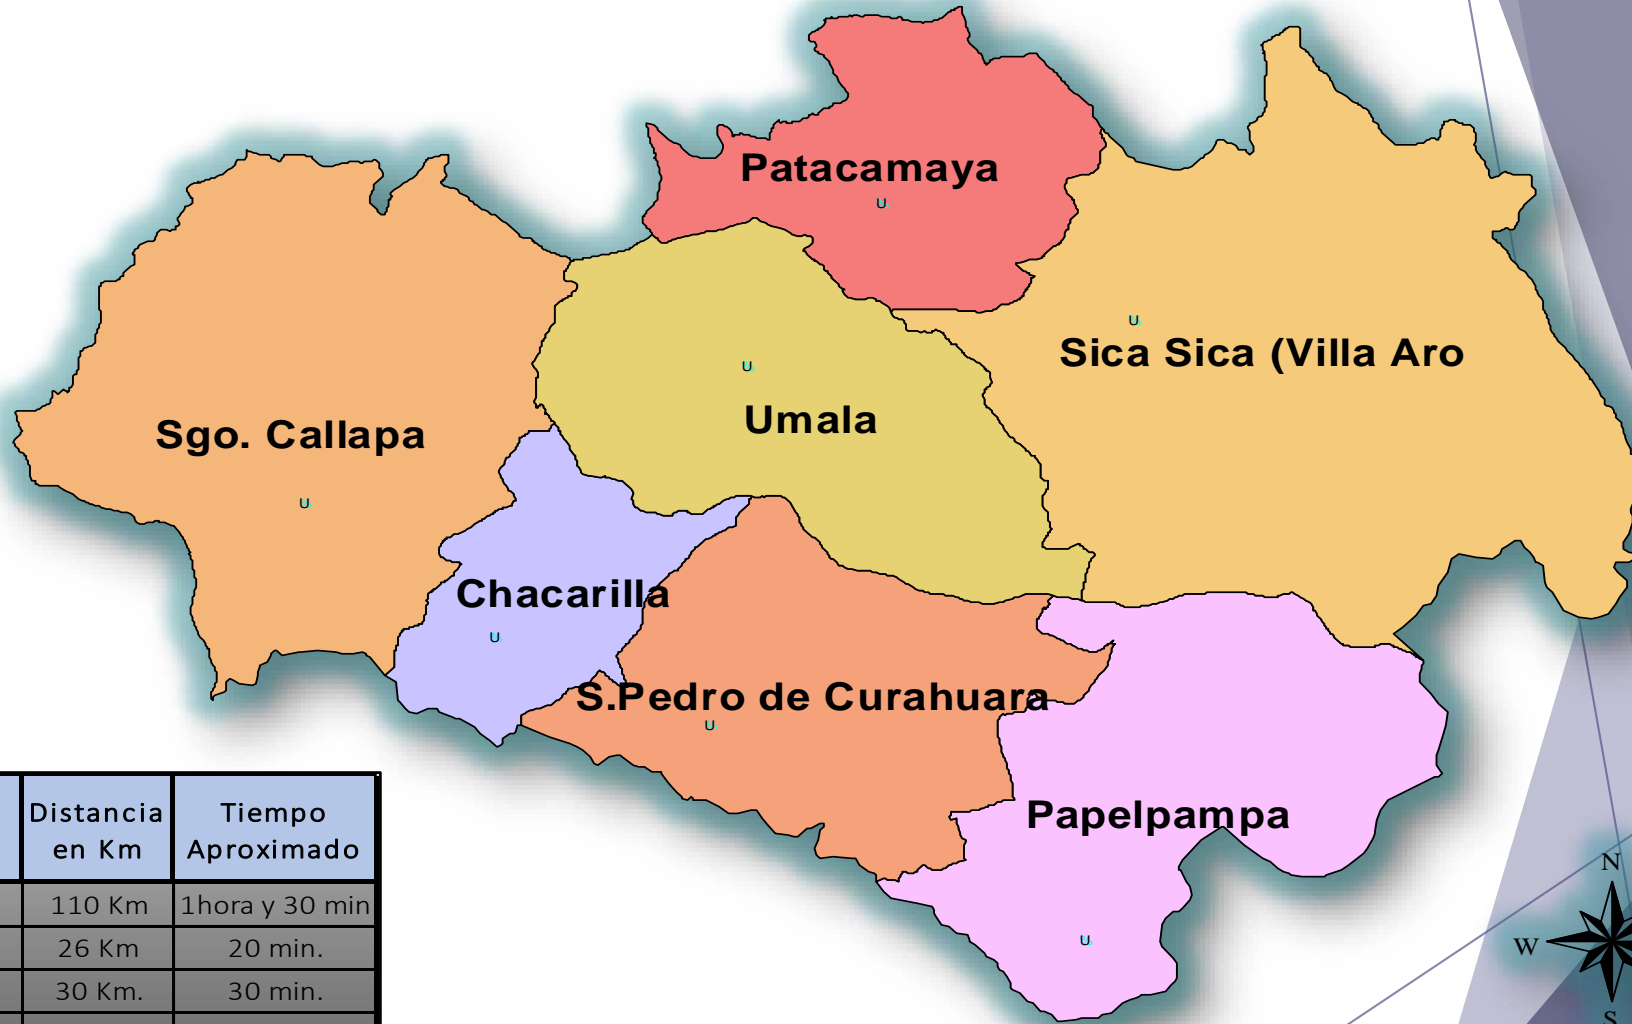 Patacamaya
U
U
Sica Sica (Villa Aro
U
Umala
Sgo. Callapa
U
Chacarilla
U
S.Pedro de Curahuara
U
Papelpampa
U
Distancia en Km
Tiempo Aproximado
110 Km 1hora y 30 min
26 Km 20 min.
30 Km. 30 min.
N
W
S